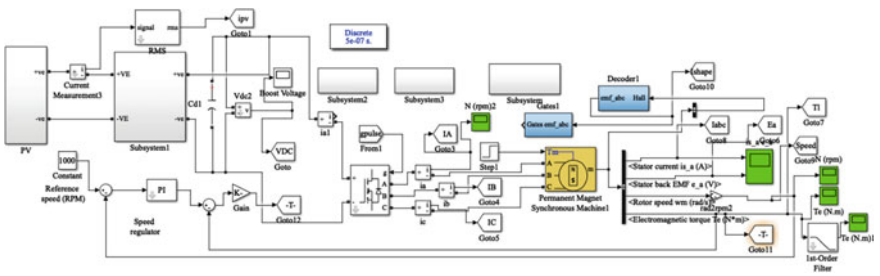 Discrete
5e-07 s.
signal rms
RMS
ipv
Goto1
PV
+ve
-ve
Current
Measurement3
+VE
-VE
+ve
-ve
Subsystem1
Cd1
Vdc2
Boost Voltage
VDC
Goto
Subsystem2
Subsystem3
Subsystem
ia1
gpulse
From1
IA
Goto3
N (rpm)2
Gates1
Gates emf_abc
Decoder1
emf_abc Hall
Ishape
Goto10
Iabc
Goto8
Ea
Goto6
Tl
Goto7
Speed
Goto9
N (rpm)
Step1
Tm
A
B
C
m
Permanent Magnet
Synchronous Machine1
<Stator current is_a (A)>
<Stator back EMF e_a (V)>
<Rotor speed wm (rad/s)>
<Electromagnetic torque Te (N*m)>
rad2rpm2
Te (N.m)
Te (N.m)1
1st-Order
Filter
-T-
Goto11
1000
Constant
Reference
speed (RPM)
PI
Speed
regulator
K-
Gain
-T-
Goto12
g
A
B
C
ia
ib
ic
IB
Goto4
IC
Goto5